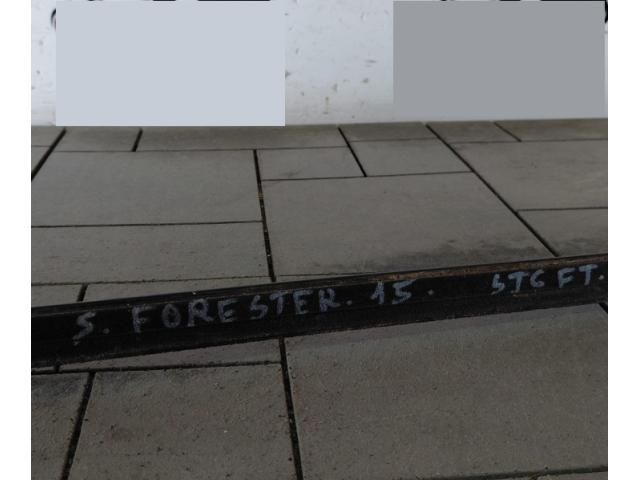 S. FORESTER. 15. STG FT.